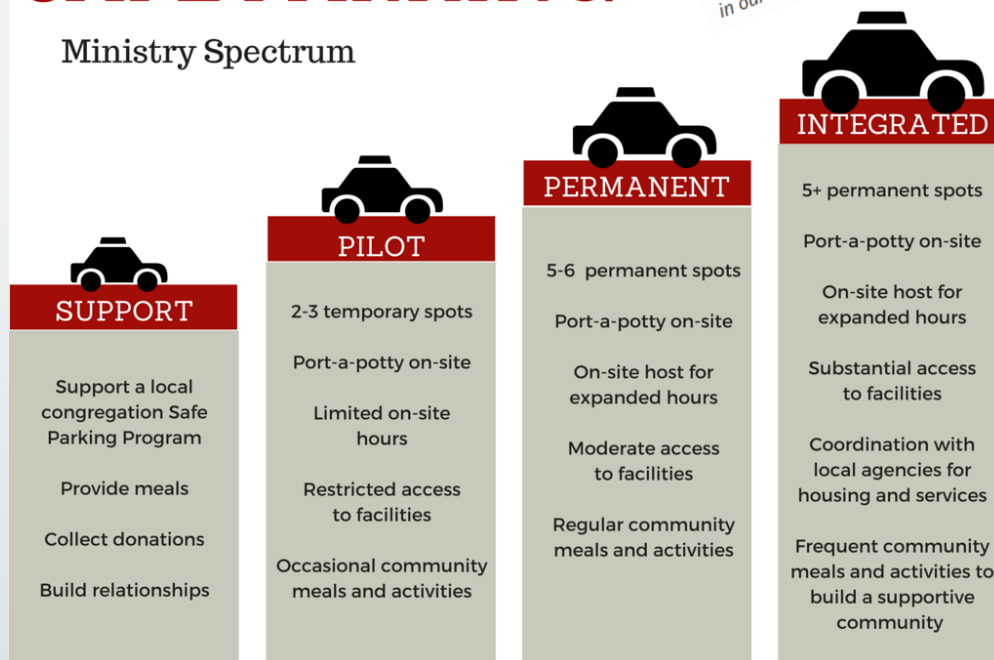 in our
Ministry Spectrum
SUPPORT
Support a local
congregation Safe
Parking Program
Provide meals
Collect donations
Build relationships
PILOT
2-3 temporary spots
Port-a-potty on-site
Limited on-site
hours
Restricted access
to facilities
Occasional community
meals and activities
PERMANENT
5-6 permanent spots
Port-a-potty on-site
On-site host for
expanded hours
Moderate access
to facilities
Regular community
meals and activities
INTEGRATED
5+ permanent spots
Port-a-potty on-site
On-site host for
expanded hours
Substantial access
to facilities
Coordination with
local agencies for
housing and services
Frequent community
meals and activities to
build a supportive
community